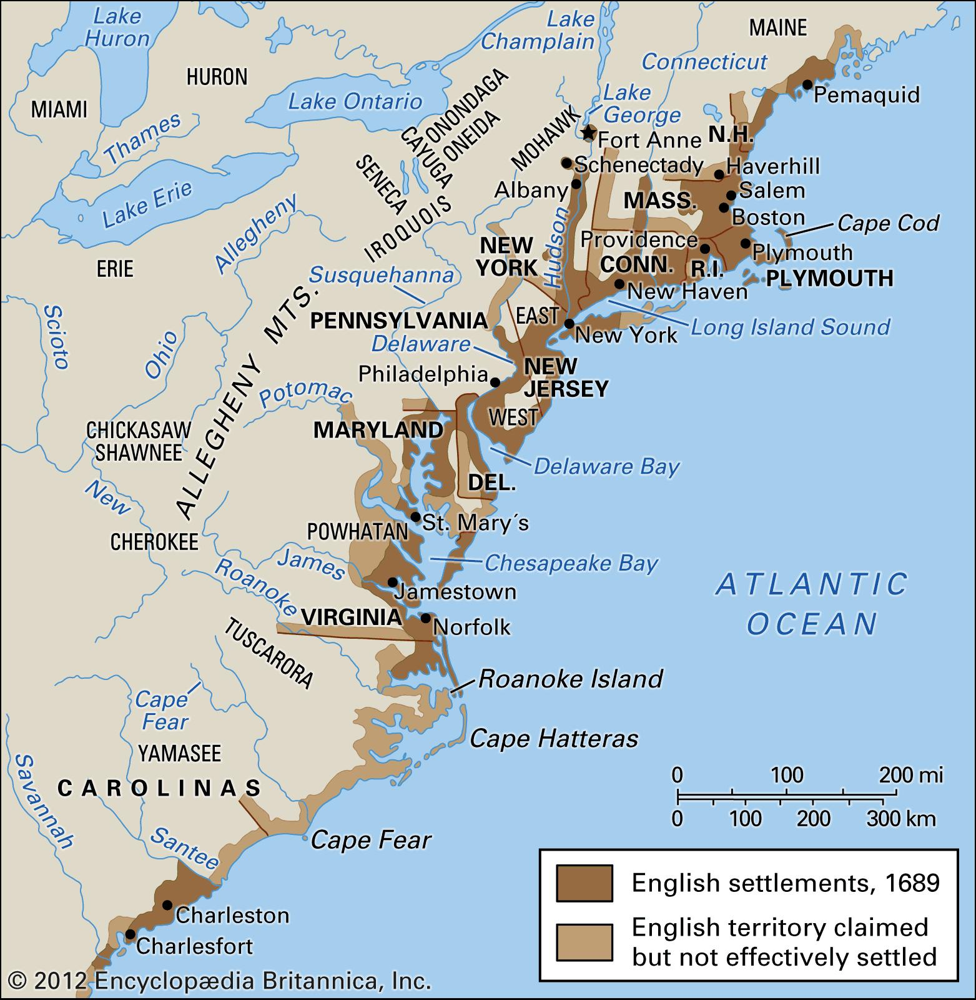 Lake
Huron
Lake
Champlain
MAINE
Connecticut
HURON
MIAMI
Lake Ontario
Pemaquid
Lake
George
Thames
ONONDAGA
ONEIDA
CAYUGA
SENECA
IROQUOIS
MOHAWK
Fort Anne
N.H.
Schenectady
Haverhill
Albany
Salem
MASS.
Boston
Lake Erie
Allegheny
Hudson
Cape Cod
Providence
Plymouth
NEW
YORK
CONN.
R.I.
PLYMOUTH
ERIE
Susquehanna
New Haven
ALLEGHENY MTS.
PENNSYLVANIA
EAST
New York
Long Island Sound
Scioto
Ohio
Delaware
Philadelphia
NEW
JERSEY
WEST
Potomac
CHICKASAW
SHAWNEE
MARYLAND
Delaware Bay
DEL.
New
St. Mary´s
POWHATAN
CHEROKEE
James
Chesapeake Bay
Roanoke
Jamestown
ATLANTIC
OCEAN
VIRGINIA
Norfolk
TUSCARORA
Roanoke Island
Cape
Fear
Cape Hatteras
YAMASEE
CAROLINAS
Savannah
Santee
Cape Fear
0 100 200 mi
0 100 200 300 km
Charleston
Charlesfort
English settlements, 1689
English territory claimed
but not effectively settled
© 2012 Encyclopædia Britannica, Inc.